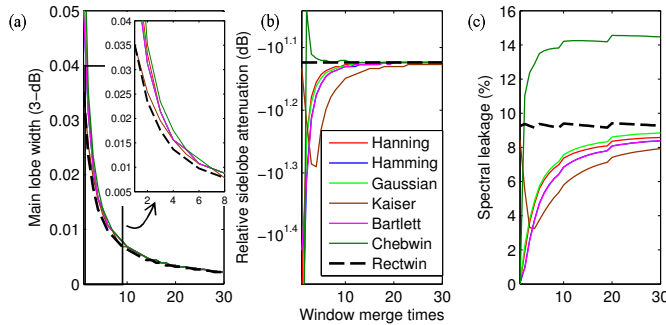 (a)
Main lobe width (3-dB)
0.05
0.04
0.03
0.02
0.01
0
10
20
30
0.04
0.035
0.03
0.025
0.02
0.015
0.01
0.005
2
4
6
8
(b)
Relative sidelobe attenuation (dB)
-10^1.1
-10^1.2
-10^1.3
-10^1.4
Hanning
Hamming
Gaussian
Kaiser
Bartlett
Chebwin
Rectwin
10
20
30
Window merge times
(c)
Spectral leakage (%)
16
14
12
10
8
6
4
2
0
10
20
30